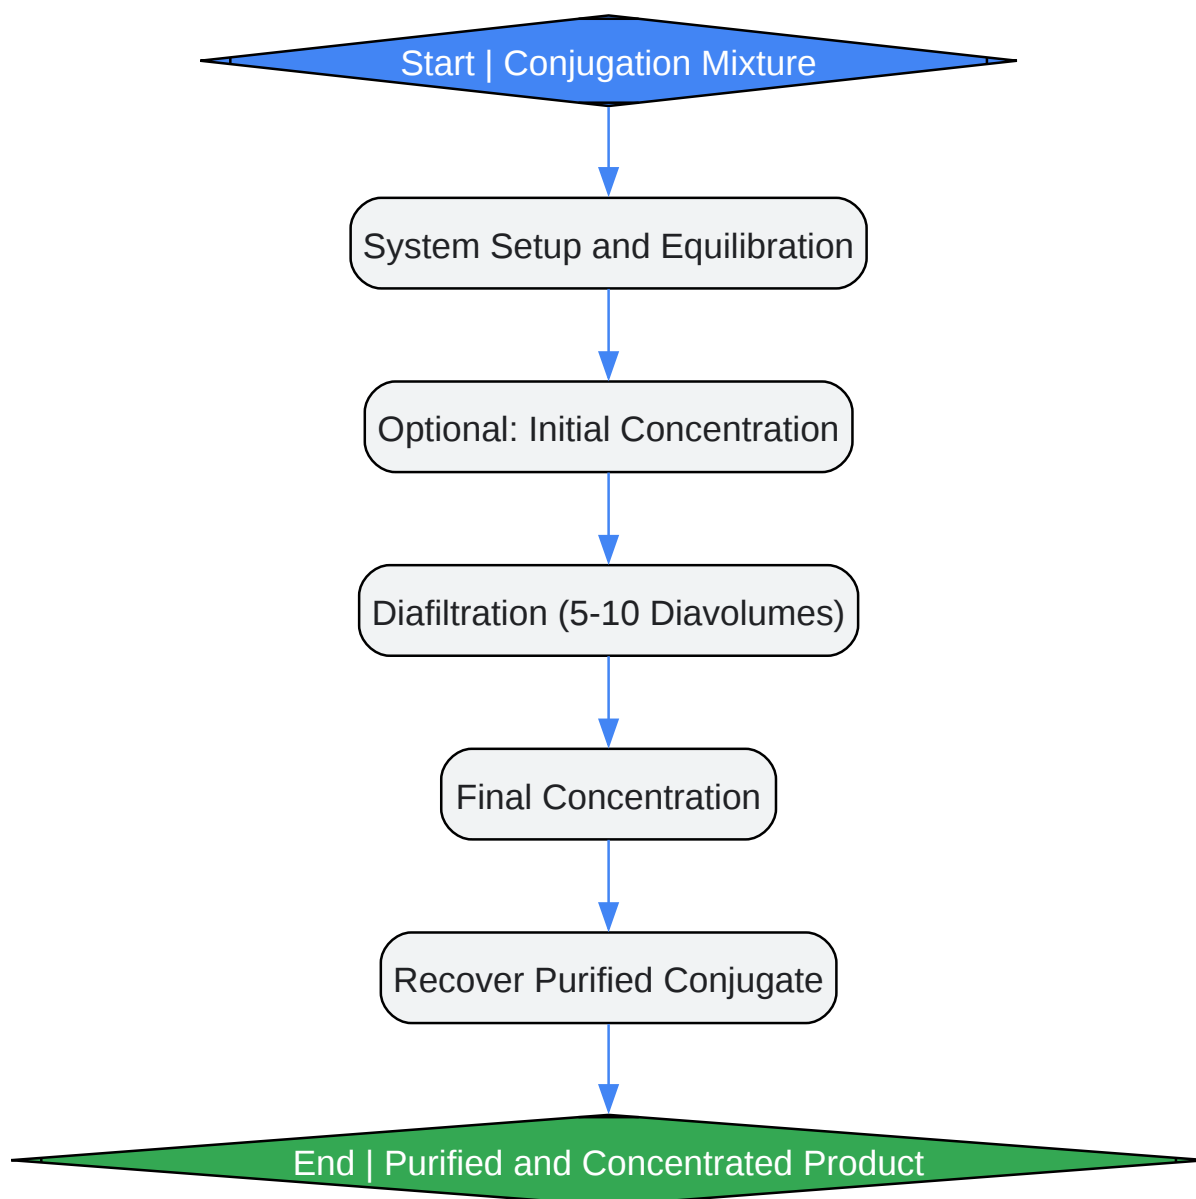 Start | Conjugation Mixture
System Setup and Equilibration
Optional: Initial Concentration
Diafiltration (5-10 Diavolumes)
Final Concentration
Recover Purified Conjugate
End | Purified and Concentrated Product